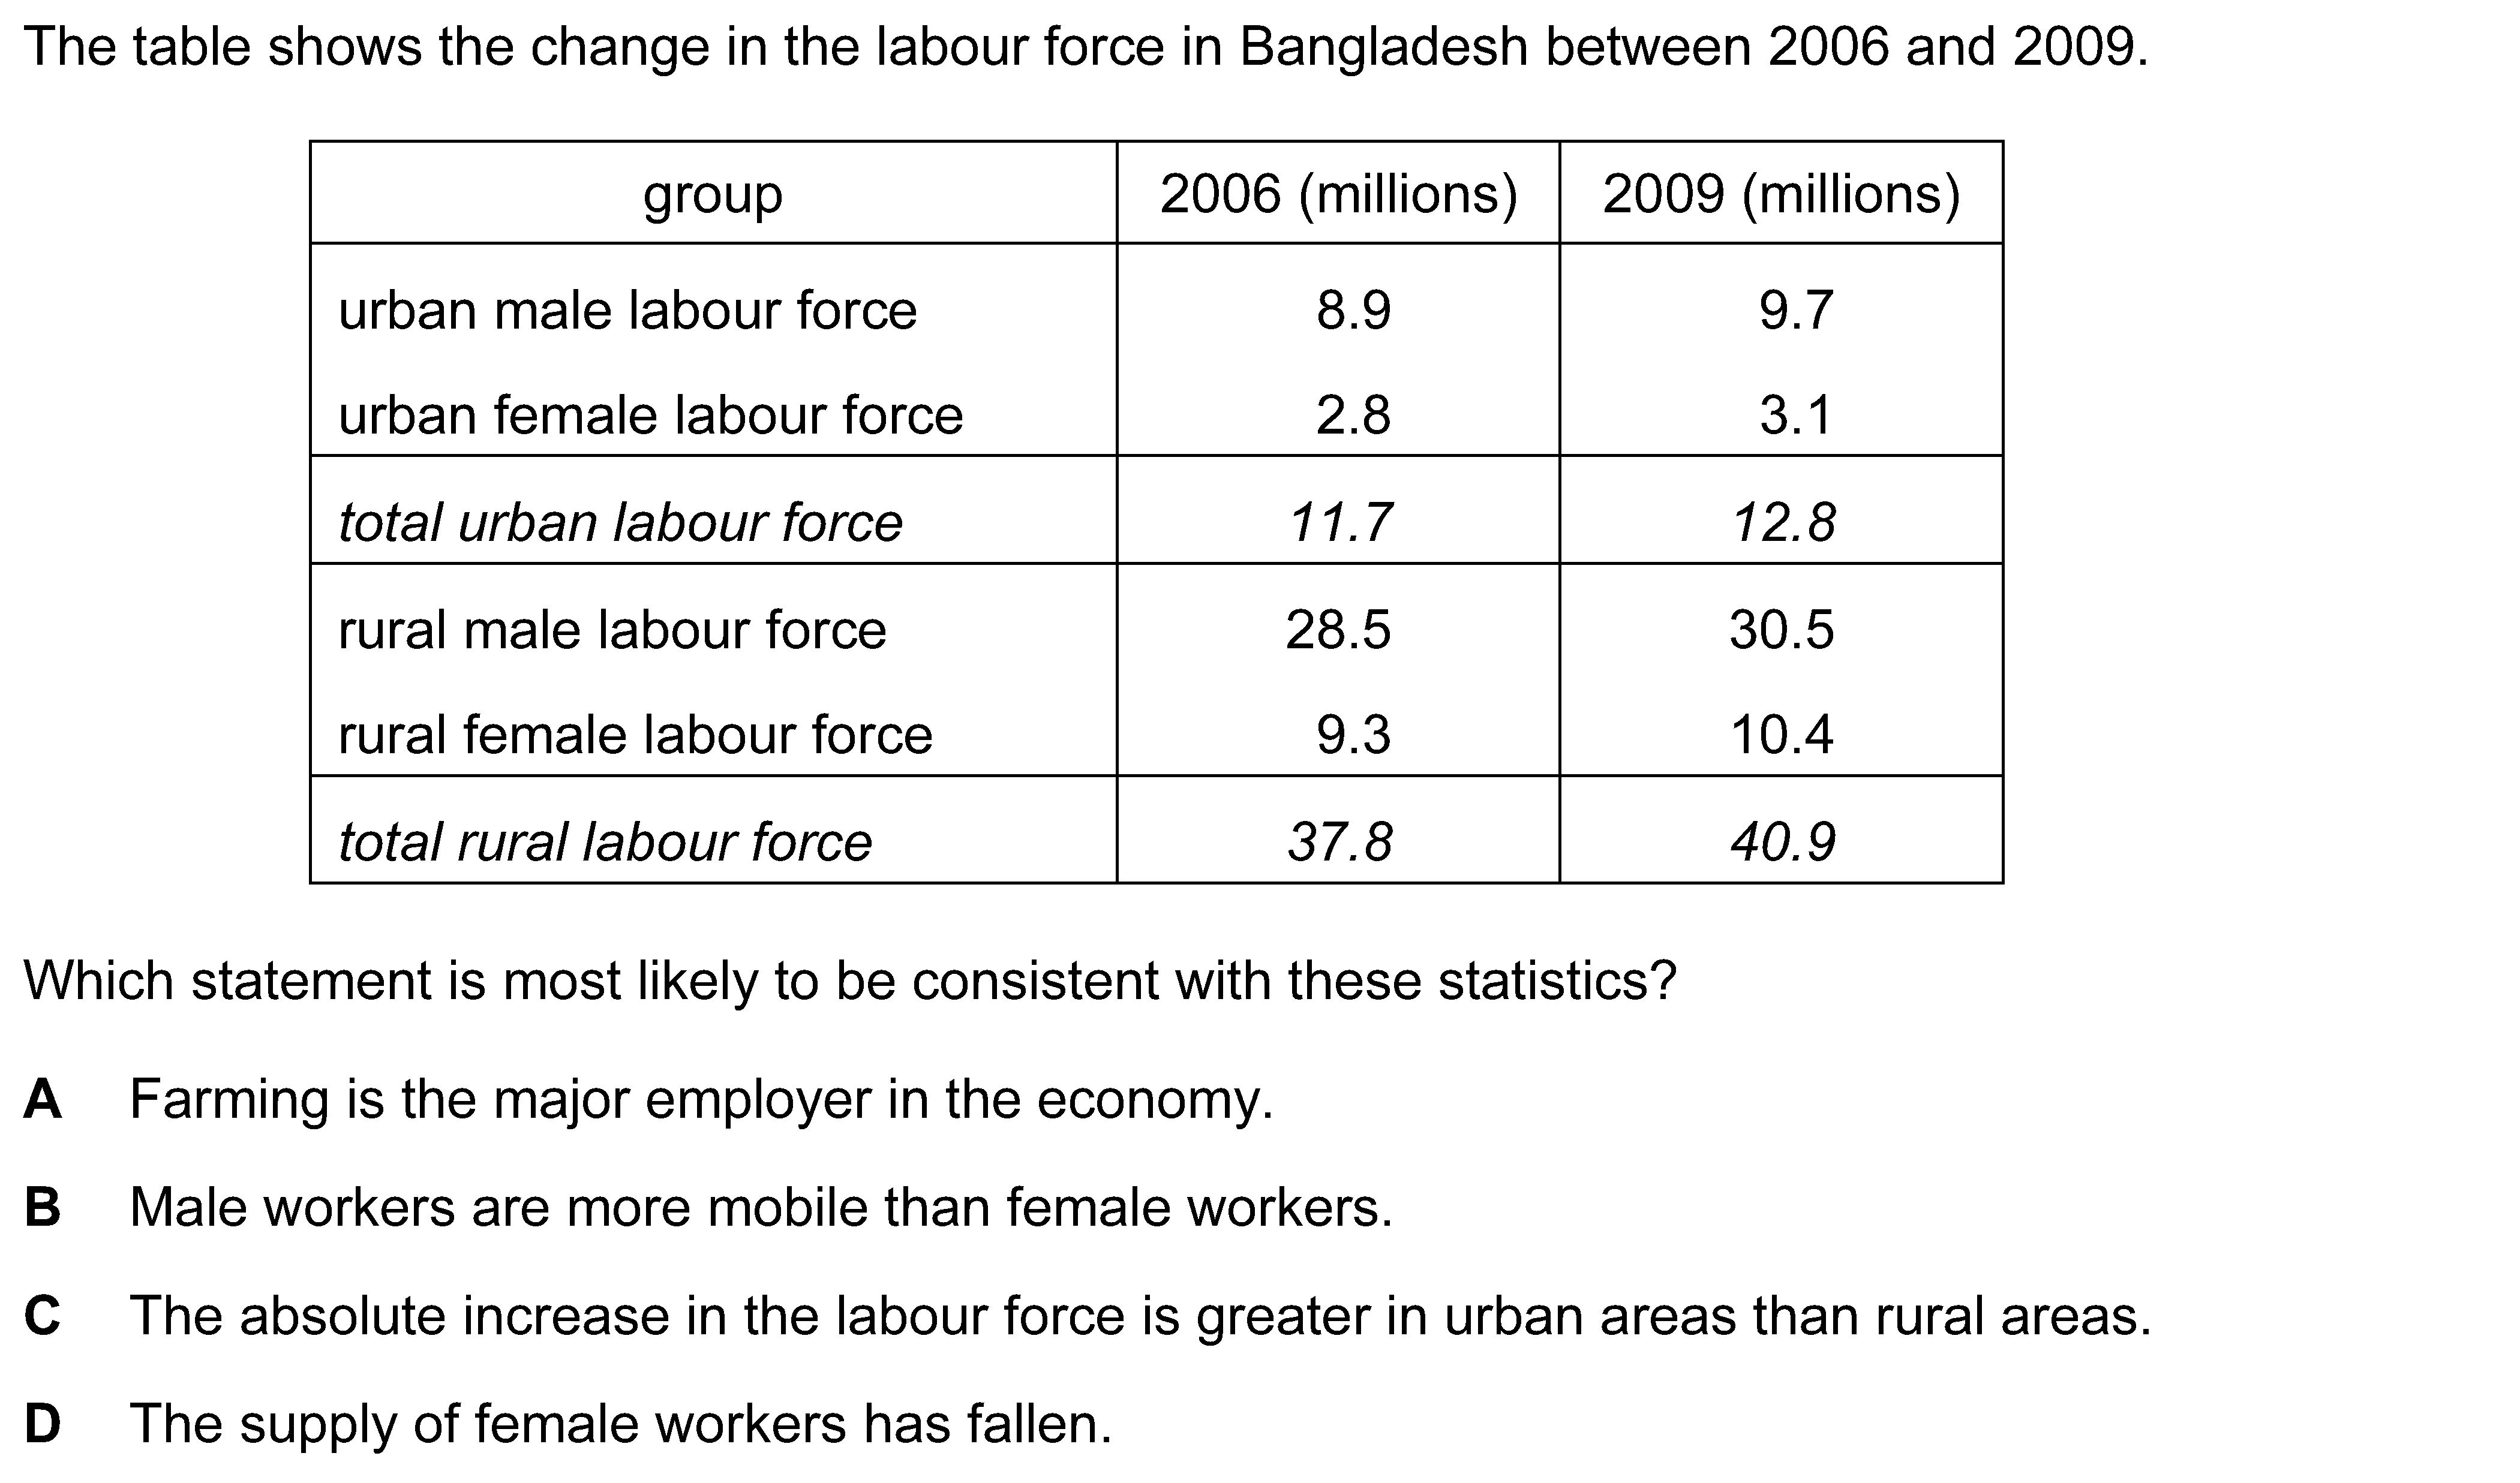 The table shows the change in the labour force in Bangladesh between 2006 and 2009.
group 2006 (millions) 2009 (millions)
urban male labour force 8.9 9.7
urban female labour force 2.8 3.1
total urban labour force 11.7 12.8
rural male labour force 28.5 30.5
rural female labour force 9.3 10.4
total rural labour force 37.8 40.9
Which statement is most likely to be consistent with these statistics?
A Farming is the major employer in the economy.
B Male workers are more mobile than female workers.
C The absolute increase in the labour force is greater in urban areas than rural areas.
D The supply of female workers has fallen.